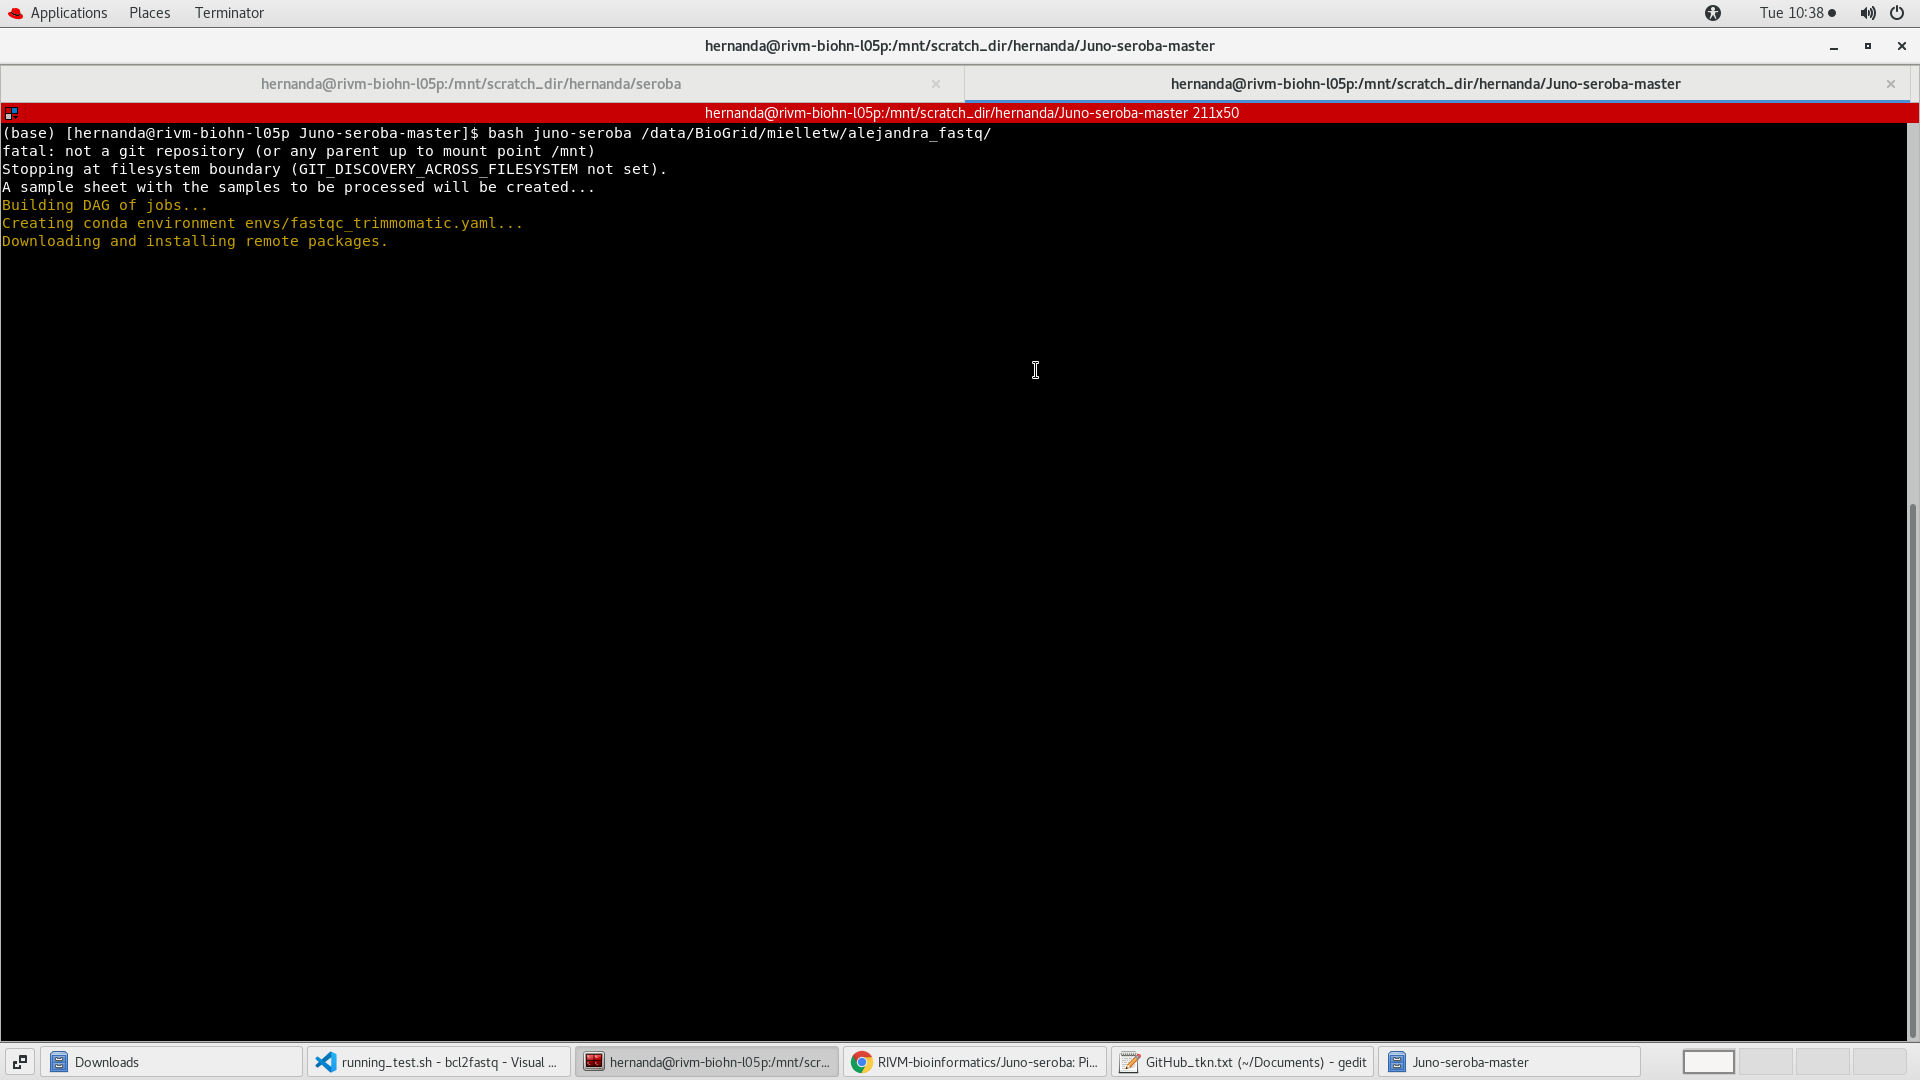 Applications Places Terminator Tue 10:38
hernanda@rivm-biohn-l05p:/mnt/scratch_dir/hernanda/Juno-seroba-master
hernanda@rivm-biohn-l05p:/mnt/scratch_dir/hernanda/seroba hernanda@rivm-biohn-l05p:/mnt/scratch_dir/hernanda/Juno-seroba-master
hernanda@rivm-biohn-l05p:/mnt/scratch_dir/hernanda/Juno-seroba-master 211x50
(base) [hernanda@rivm-biohn-l05p Juno-seroba-master]$ bash juno-seroba /data/BioGrid/mielletw/alejandra_fastq/
fatal: not a git repository (or any parent up to mount point /mnt)
Stopping at filesystem boundary (GIT_DISCOVERY_ACROSS_FILESYSTEM not set).
A sample sheet with the samples to be processed will be created...
Building DAG of jobs...
Creating conda environment envs/fastqc_trimmomatic.yaml...
Downloading and installing remote packages.
Downloads running_test.sh - bcl2fastq - Visual ... hernanda@rivm-biohn-l05p:/mnt/scr... RIVM-bioinformatics/Juno-seroba: Pi... GitHub_tkn.txt (~/Documents) - gedit Juno-seroba-master